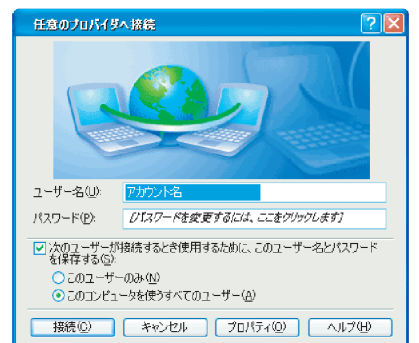 任意のプロバイダへ接続
ユーザー名(U):
アカウント名
パスワード(P):
[パスワードを変更するには、ここをクリックします]
次のユーザーが接続するとき使用するために、このユーザー名とパスワード
を保存する(S):
このユーザーのみ(N)
このコンピュータを使うすべてのユーザー(A)
接続(C)
キャンセル
プロパティ(O)
ヘルプ(H)